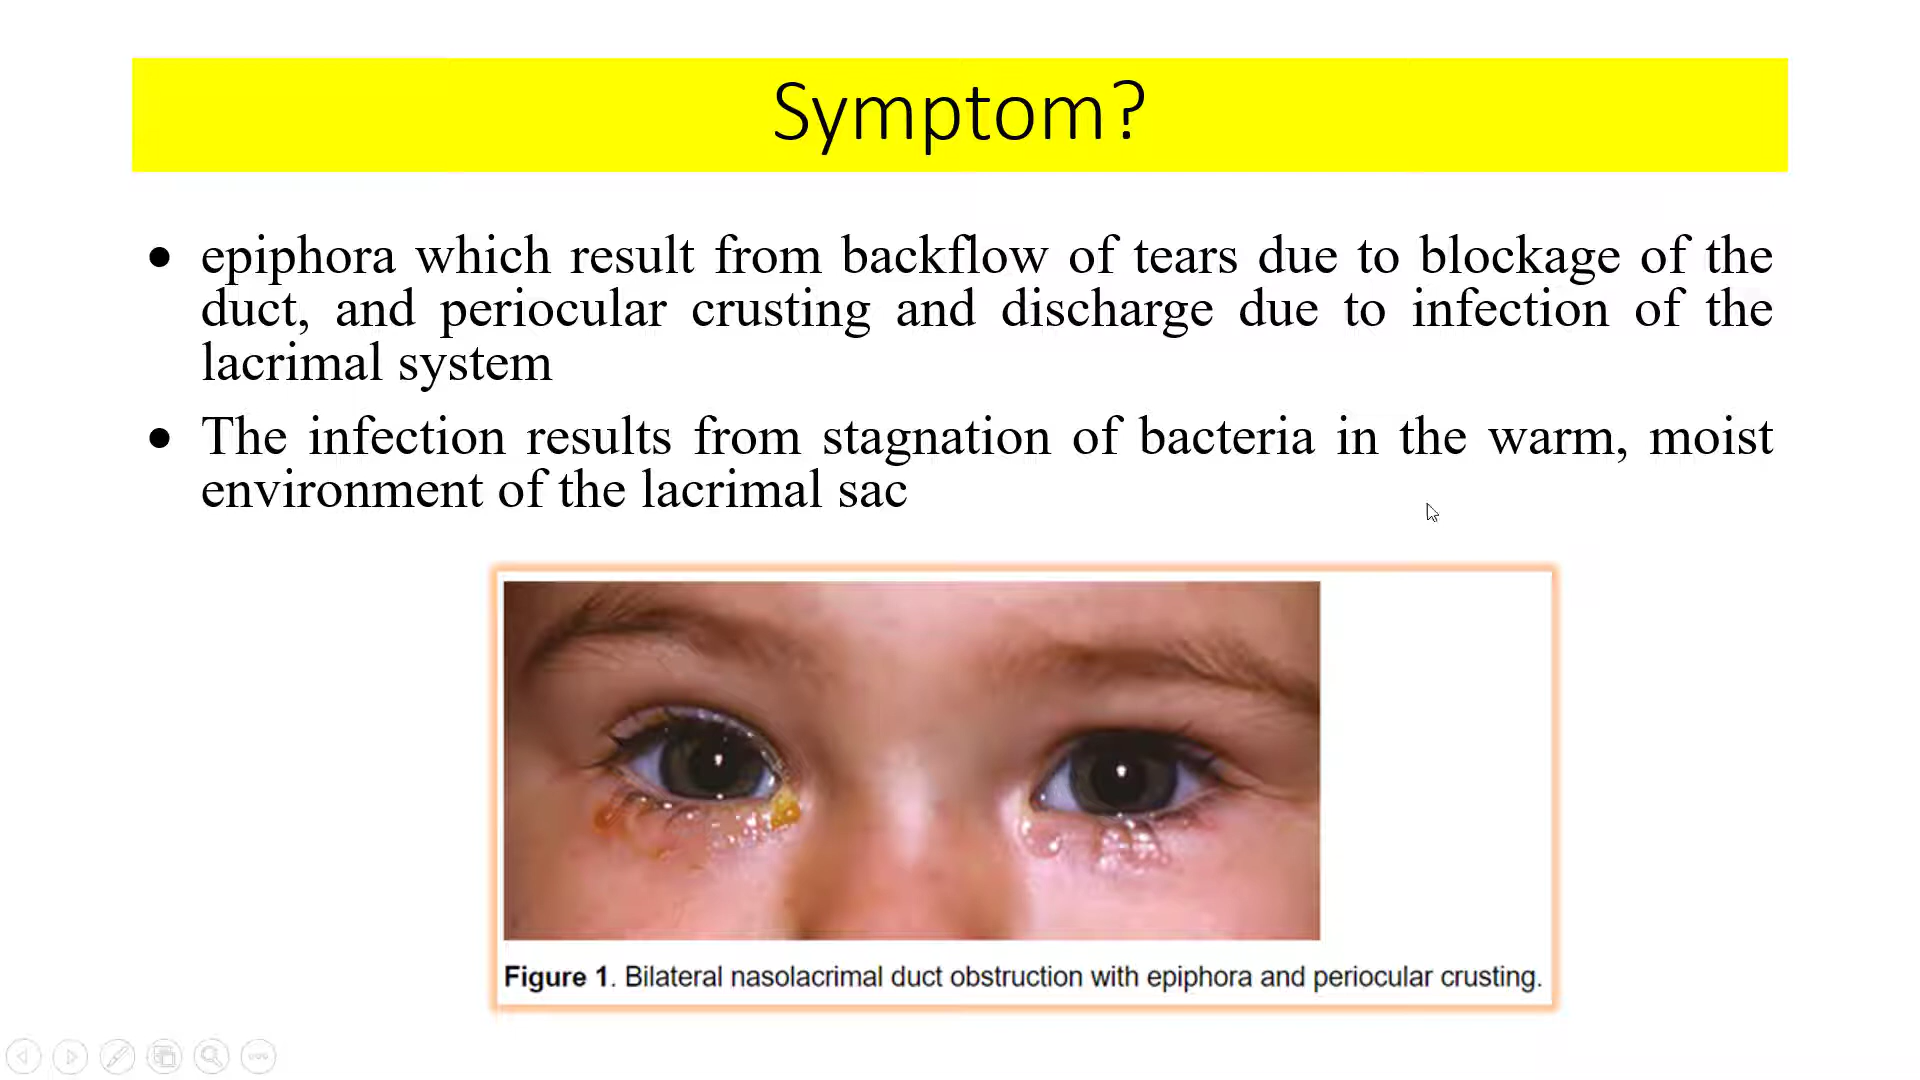 Symptom?
• epiphora which result from backflow of tears due to blockage of the
duct, and periocular crusting and discharge due to infection of the
lacrimal system
• The infection results from stagnation of bacteria in the warm, moist
environment of the lacrimal sac
Figure 1. Bilateral nasolacrimal duct obstruction with epiphora and periocular crusting.